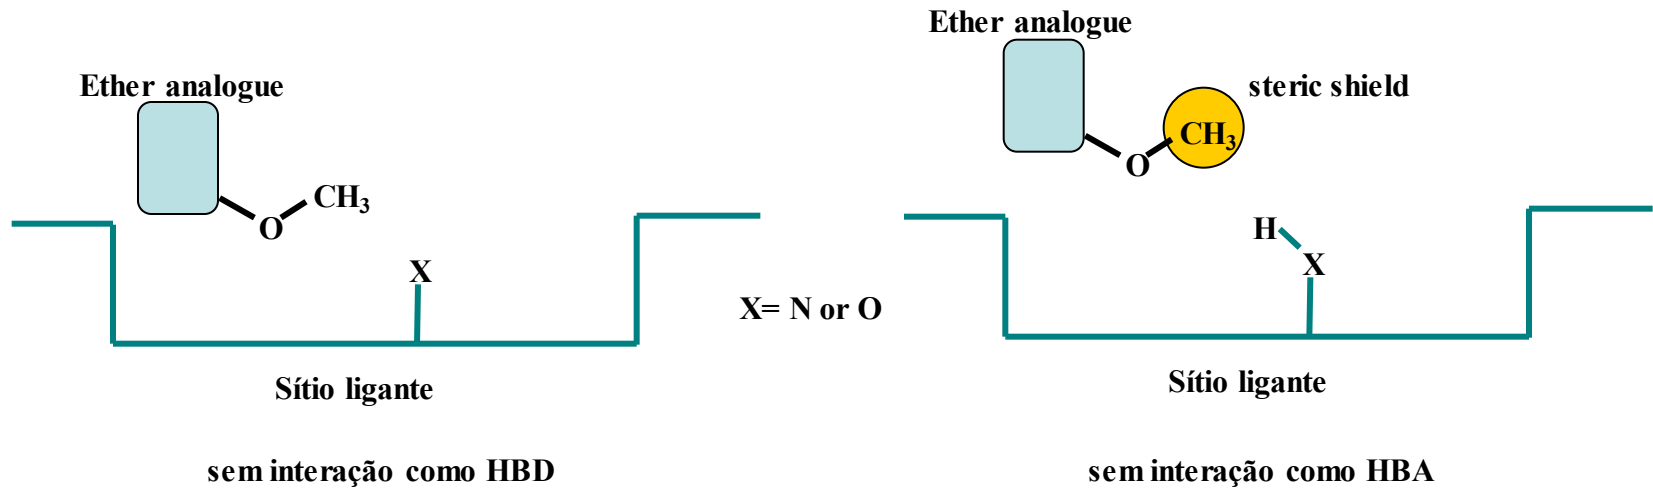 Ether analogue
CH₃
O
X
Sítio ligante
sem interação como HBD
X= N or O
Ether analogue
steric shield
CH₃
O
H
X
Sítio ligante
sem interação como HBA